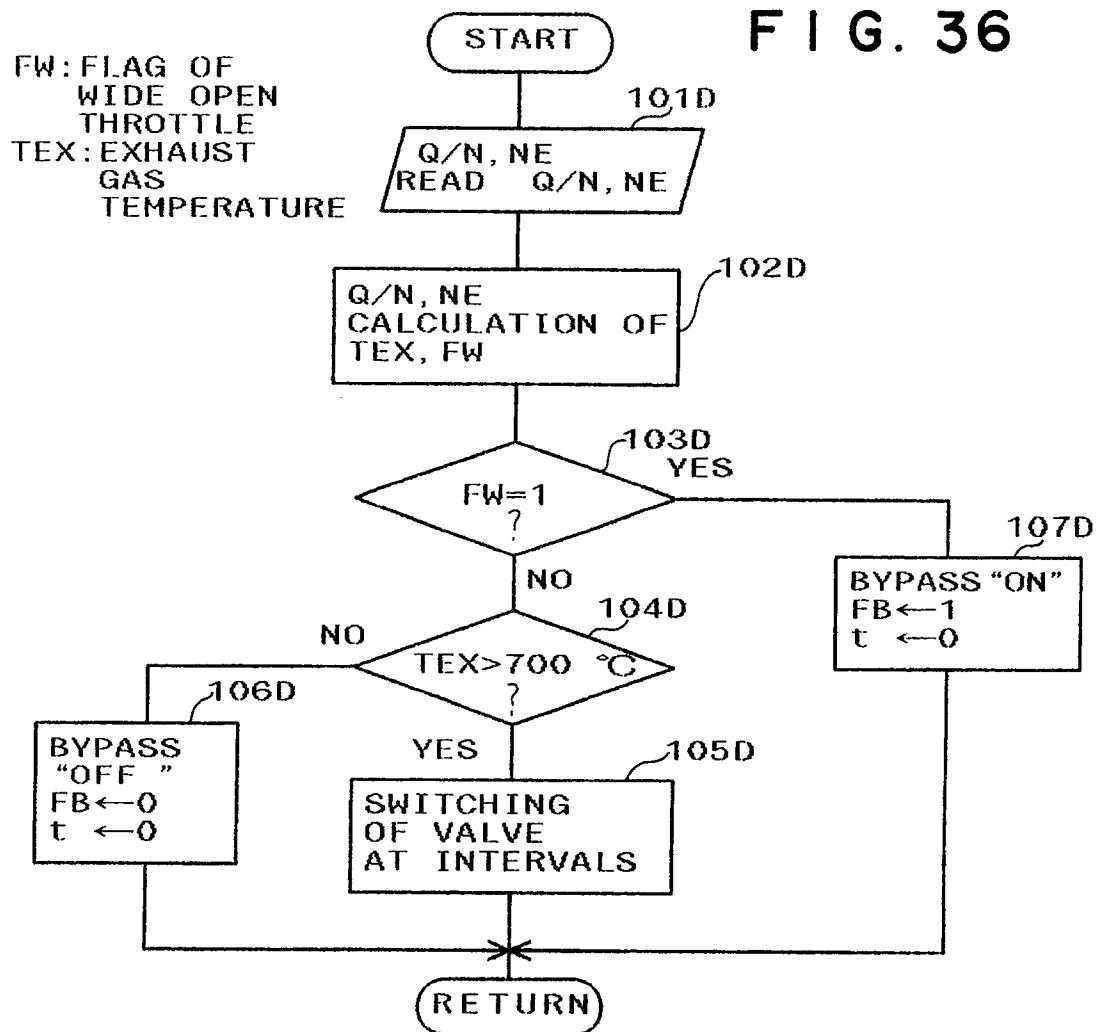 FIG. 36
START
FW:FLAG OF
WIDE OPEN
THROTTLE
TEX:EXHAUST
GAS
TEMPERATURE
101D
Q/N, NE
READ Q/N, NE
102D
Q/N, NE
CALCULATION OF
TEX, FW
103D
YES
FW=1
?
NO
107D
BYPASS “ON”
FB←1
t ←0
104D
NO
TEX>700 °C
?
106D
BYPASS
“OFF ”
FB←0
t ←0
YES
105D
SWITCHING
OF VALVE
AT INTERVALS
RETURN